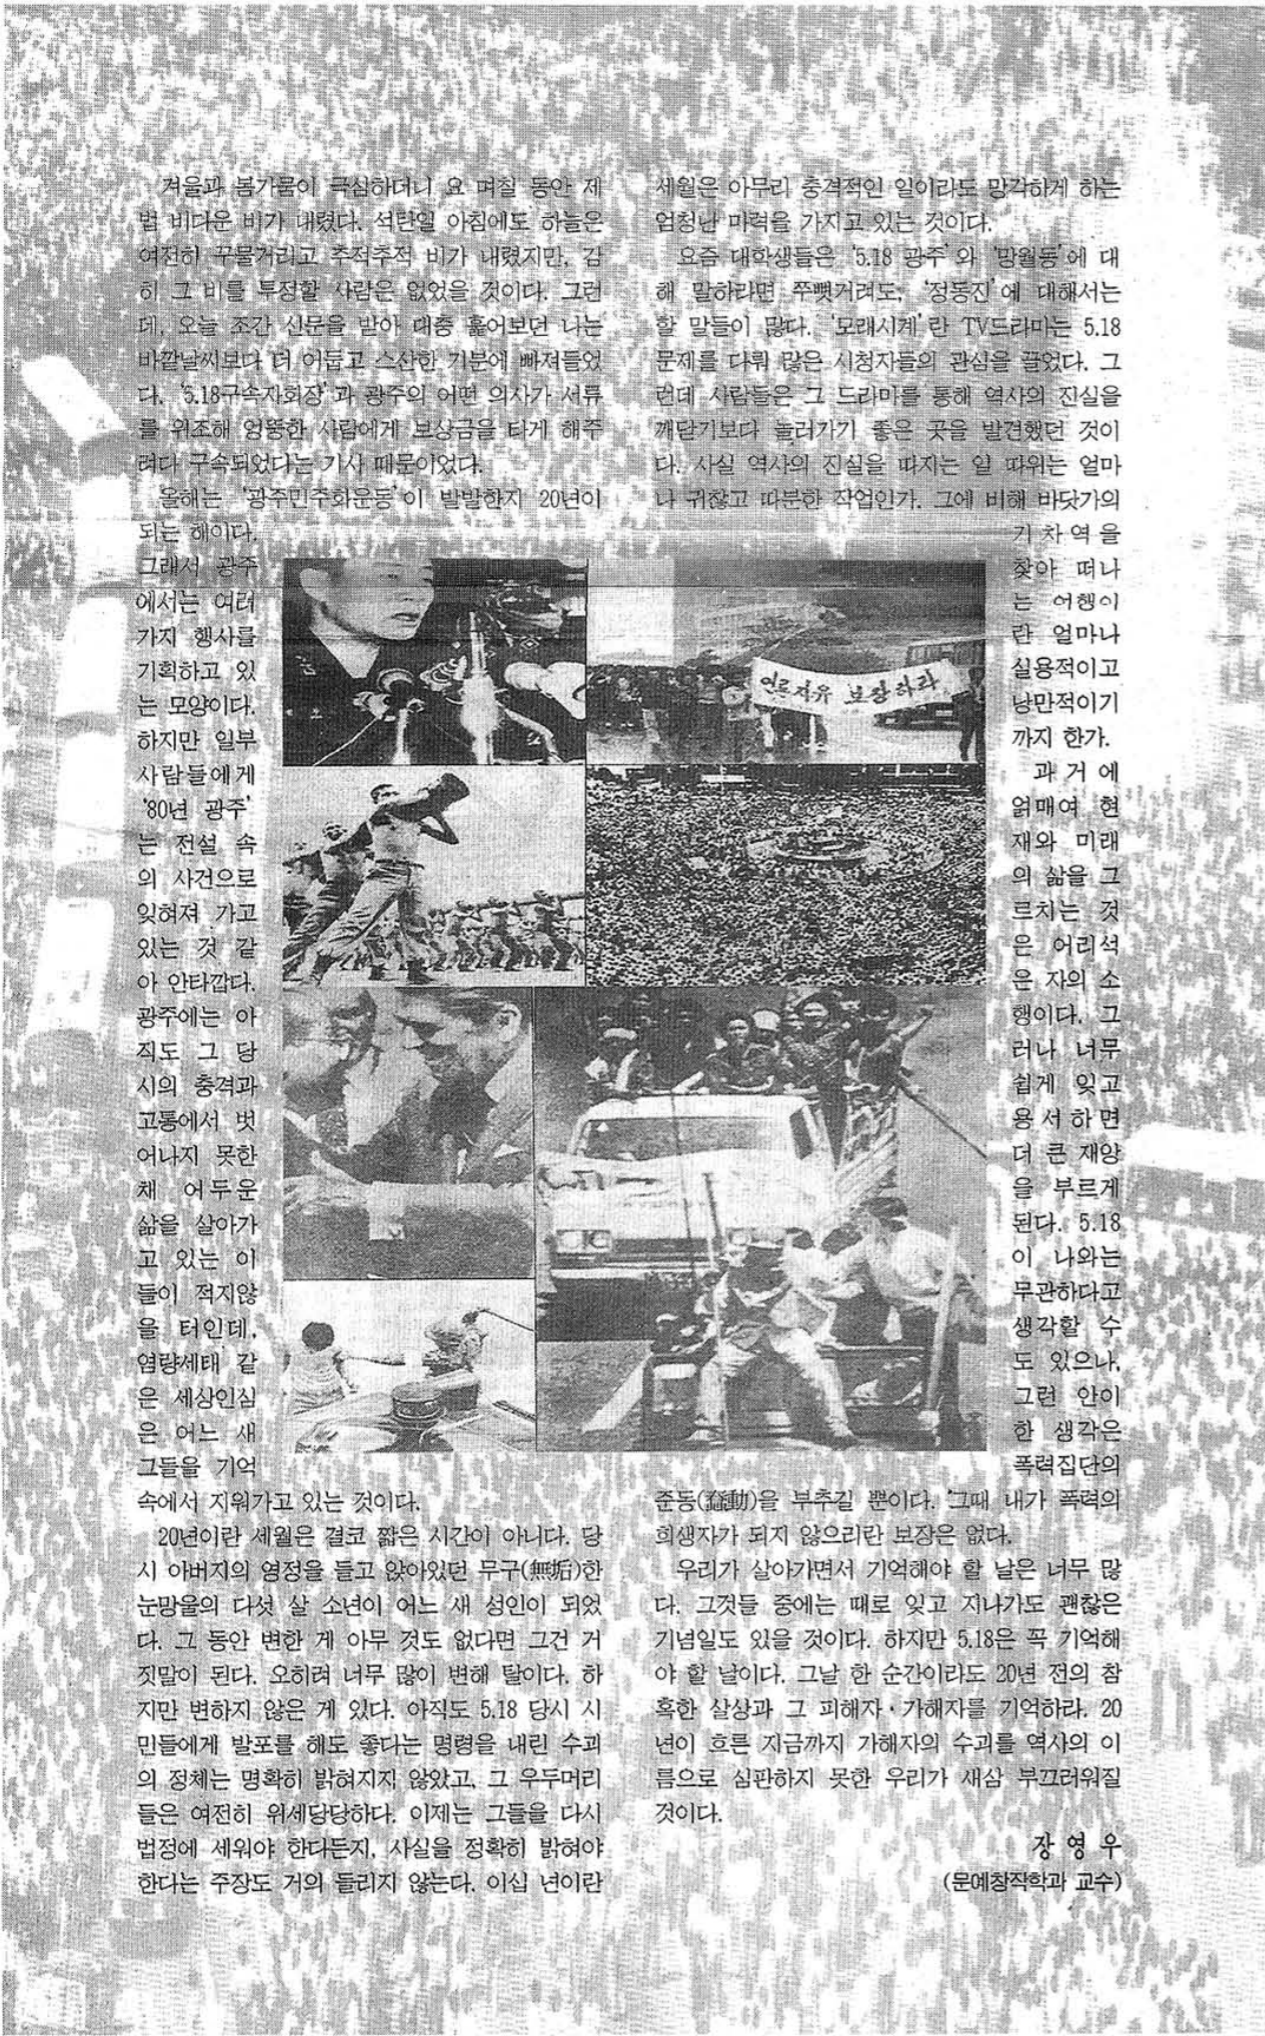 겨울과 봄가뭄이 극심하더니 요 며칠 동안 제
법 비다운 비가 내렸다. 석탄일 아침에도 하늘은
여전히 꾸물거리고 추적추적 비가 내렸지만, 감
히 그 비를 투정할 사람은 없었을 것이다. 그런
데, 오늘 조간 신문을 받아 대충 훑어보던 나는
바깥날씨보다 더 어둡고 스산한 기분에 빠져들었
다. '5.18구속자회장'과 광주의 어떤 의사가 서류
를 위조해 엉뚱한 사람에게 보상금을 타게 해주
려다 구속되었다는 기사 때문이었다.
올해는 '광주민주화운동'이 발발한지 20년이
되는 해이다.
그래서 광주
에서는 여러
가지 행사를
기획하고 있
는 모양이다.
하지만 일부
사람들에게
'80년 광주'
는 전설 속
의 사건으로
잊혀져 가고
있는 것 같
아 안타깝다.
광주에는 아
직도 그 당
시의 충격과
고통에서 벗
어나지 못한
채 어두운
삶을 살아가
고 있는 이
들이 적지않
을 터인데,
염량세태 같
은 세상인심
은 어느 새
그들을 기억
속에서 지워가고 있는 것이다.
20년이란 세월은 결코 짧은 시간이 아니다. 당
시 아버지의 영정을 들고 앉아있던 무구(無垢)한
눈망울의 다섯 살 소년이 어느 새 성인이 되었
다. 그 동안 변한 게 아무 것도 없다면 그건 거
짓말이 된다. 오히려 너무 많이 변해 탈이다. 하
지만 변하지 않은 게 있다. 아직도 5.18 당시 시
민들에게 발포를 해도 좋다는 명령을 내린 수괴
의 정체는 명확히 밝혀지지 않았고, 그 우두머리
들은 여전히 위세당당하다. 이제는 그들을 다시
법정에 세워야 한다든지, 사실을 정확히 밝혀야
한다는 주장도 거의 들리지 않는다. 이십 년이란
세월은 아무리 충격적인 일이라도 망각하게 하는
엄청난 마력을 가지고 있는 것이다.
요즘 대학생들은 '5.18 광주'와 '망월동'에 대
해 말하라면 쭈뼛거려도, '정동진'에 대해서는
할 말들이 많다. '모래시계'란 TV드라마는 5.18
문제를 다뤄 많은 시청자들의 관심을 끌었다. 그
런데 사람들은 그 드라마를 통해 역사의 진실을
깨닫기보다 놀러가기 좋은 곳을 발견했던 것이
다. 사실 역사의 진실을 따지는 일 따위는 얼마
나 귀찮고 따분한 작업인가. 그에 비해 바닷가의
기차역을
찾아 떠나
는 여행이
란 얼마나
실용적이고
낭만적이기
까지 한가.
과거에
얽매여 현
재와 미래
의 삶을 그
르치는 것
은 어리석
은 자의 소
행이다. 그
러나 너무
쉽게 잊고
용서하면
더 큰 재앙
을 부르게
된다. 5.18
이 나와는
무관하다고
생각할 수
도 있으나,
그런 안이
한 생각은
폭력집단의
준동(蠢動)을 부추길 뿐이다. 그때 내가 폭력의
희생자가 되지 않으리란 보장은 없다.
우리가 살아가면서 기억해야 할 날은 너무 많
다. 그것들 중에는 때로 잊고 지나가도 괜찮은
기념일도 있을 것이다. 하지만 5.18은 꼭 기억해
야 할 날이다. 그날 한 순간이라도 20년 전의 참
혹한 살상과 그 피해자·가해자를 기억하라. 20
년이 흐른 지금까지 가해자의 수괴를 역사의 이
름으로 심판하지 못한 우리가 새삼 부끄러워질
것이다.
장영우
(문예창작학과 교수)
언론자유 보장하라